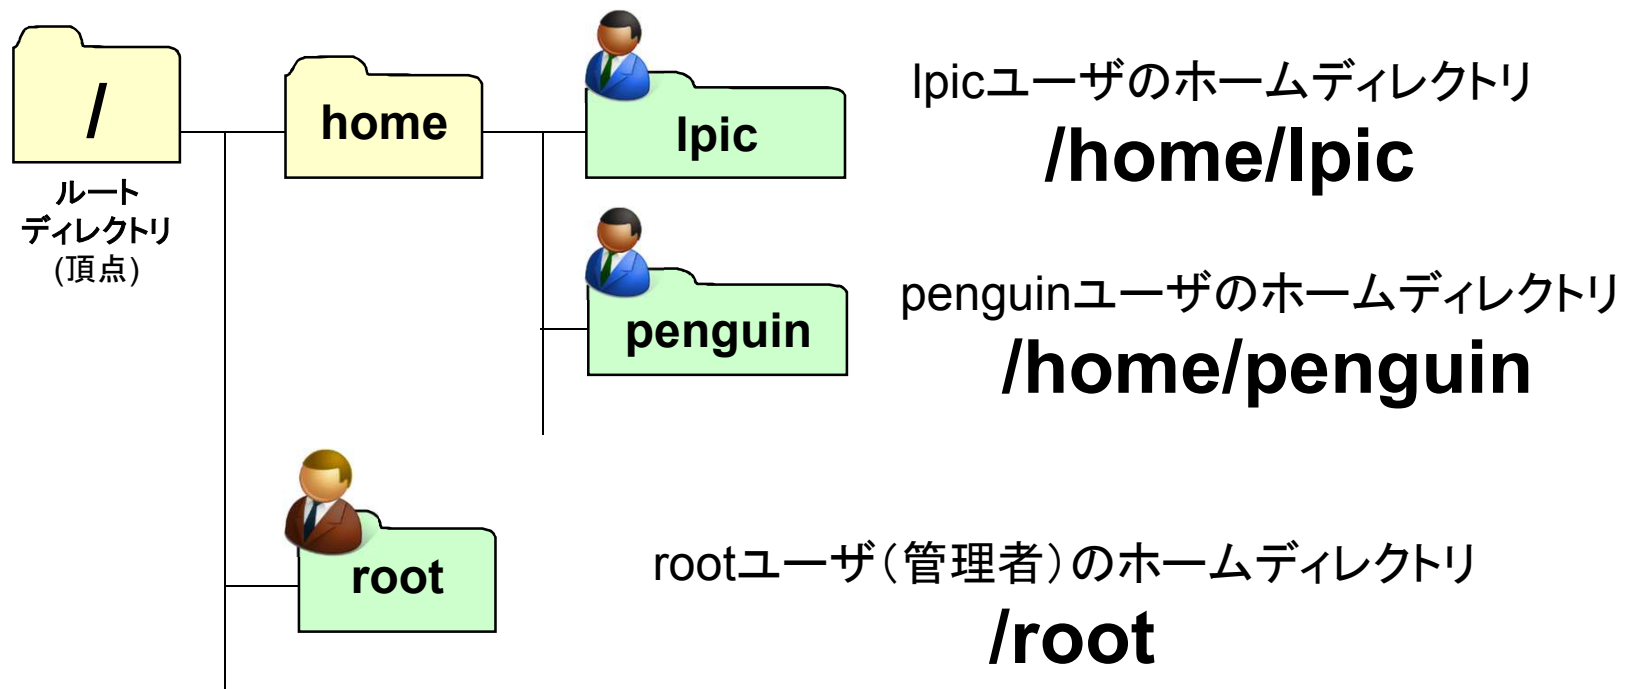 /
ルート
ディレクトリ
(頂点)
home
lpic
lpicユーザのホームディレクトリ
/home/lpic
penguin
penguinユーザのホームディレクトリ
/home/penguin
root
rootユーザ（管理者）のホームディレクトリ
/root